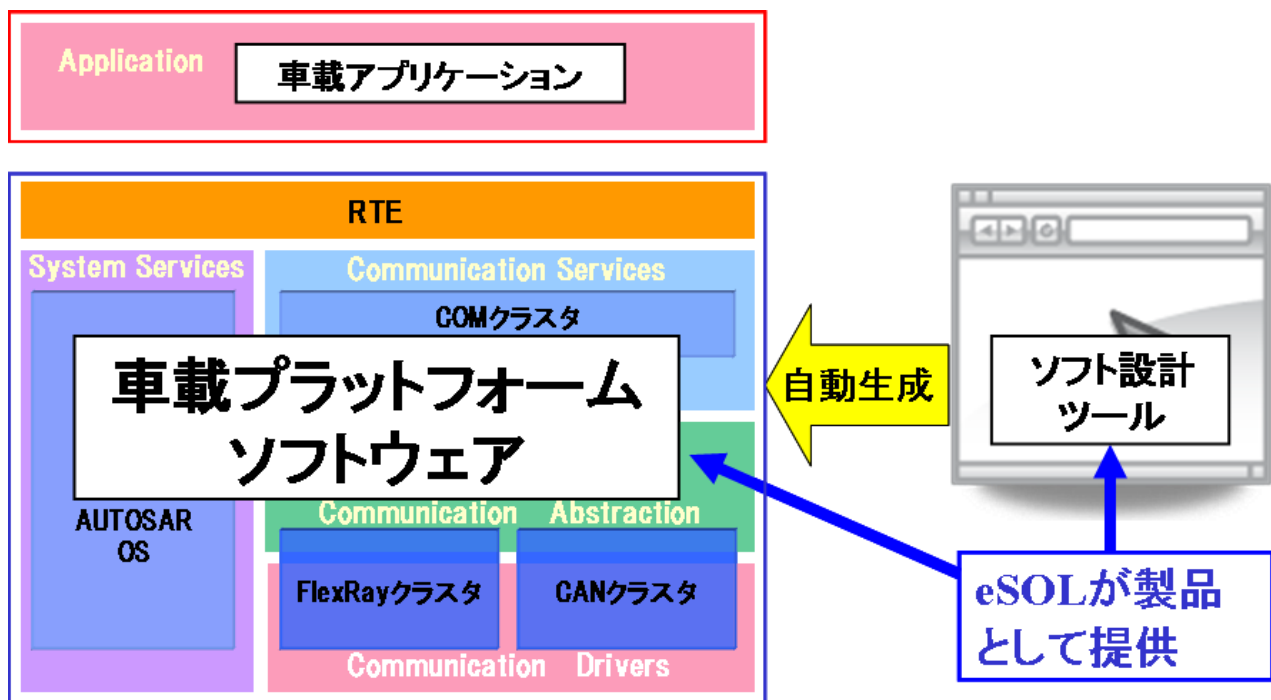 Application
車載アプリケーション
RTE
System Services
Communication Services
COMクラスタ
車載プラットフォーム
ソフトウェア
自動生成
ソフト設計
ツール
AUTOSAR
OS
Communication Abstraction
FlexRayクラスタ
CANクラスタ
Communication Drivers
eSOLが製品
として提供